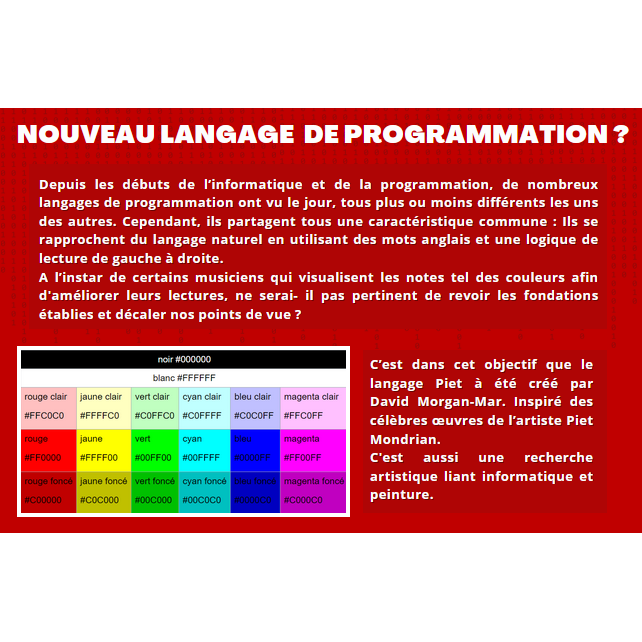 NOUVEAU LANGAGE DE PROGRAMMATION ?
Depuis les débuts de l'informatique et de la programmation, de nombreux
langages de programmation ont vu le jour, tous plus ou moins différents les uns
des autres. Cependant, ils partagent tous une caractéristique commune : Ils se
rapprochent du langage naturel en utilisant des mots anglais et une logique de
lecture de gauche à droite.
A l'instar de certains musiciens qui visualisent les notes tel des couleurs afin
d'améliorer leurs lectures, ne serai- il pas pertinent de revoir les fondations
établies et décaler nos points de vue ?
noir #000000
blanc #FFFFFF
rouge clair jaune clair vert clair cyan clair bleu clair magenta clair
#FFC0C0 #FFFFC0 #C0FFC0 #C0FFFF #C0C0FF #FFC0FF
rouge jaune vert cyan bleu magenta
#FF0000 #FFFF00 #00FF00 #00FFFF #0000FF #FF00FF
rouge foncé jaune foncé vert foncé cyan foncé bleu foncé magenta foncé
#C00000 #C0C000 #00C000 #00C0C0 #0000C0 #C000C0
C'est dans cet objectif que le
langage Piet à été créé par
David Morgan-Mar. Inspiré des
célèbres œuvres de l'artiste Piet
Mondrian.
C'est aussi une recherche
artistique liant informatique et
peinture.